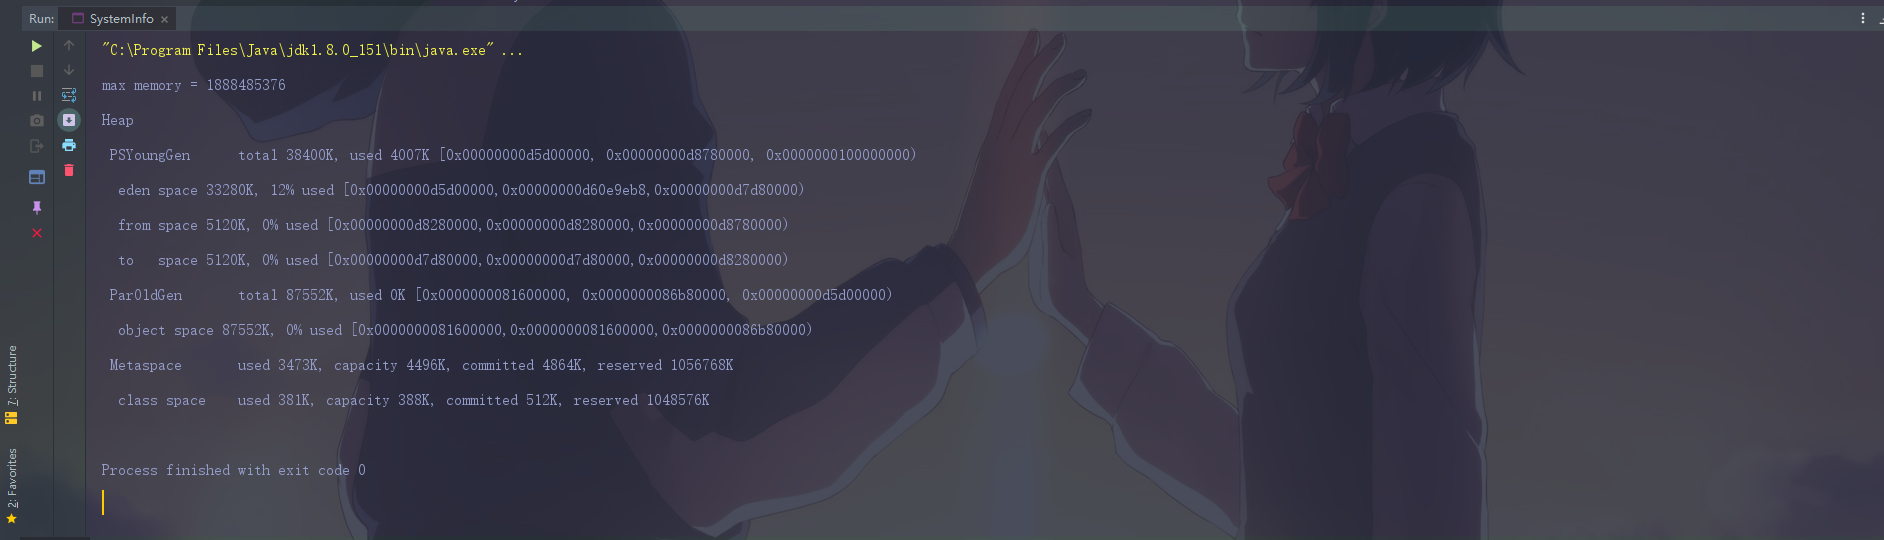 Run: SystemInfo
"C:\Program Files\Java\jdk1.8.0_151\bin\java.exe" ...
max memory = 1888485376
Heap
PSYoungGen total 38400K, used 4007K [0x00000000d5d00000, 0x00000000d8780000, 0x0000000100000000)
eden space 33280K, 12% used [0x00000000d5d00000,0x00000000d60e9eb8,0x00000000d7d80000)
from space 5120K, 0% used [0x00000000d8280000,0x00000000d8280000,0x00000000d8780000)
to space 5120K, 0% used [0x00000000d7d80000,0x00000000d7d80000,0x00000000d8280000)
ParOldGen total 87552K, used 0K [0x0000000081600000, 0x0000000086b80000, 0x00000000d5d00000)
object space 87552K, 0% used [0x0000000081600000,0x0000000081600000,0x0000000086b80000)
Metaspace used 3473K, capacity 4496K, committed 4864K, reserved 1056768K
class space used 381K, capacity 388K, committed 512K, reserved 1048576K
Process finished with exit code 0
7: Structure
2: Favorites